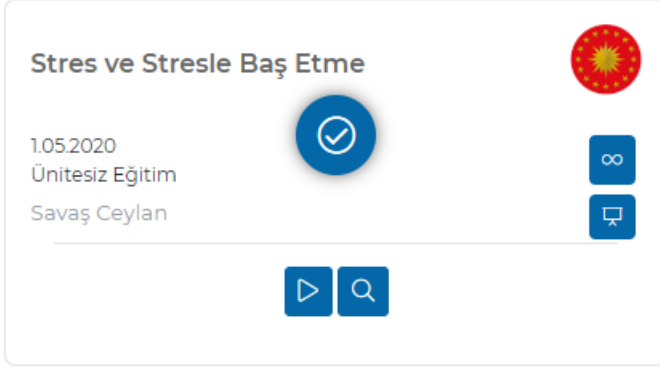 Stres ve Stresle Baş Etme
1.05.2020
Ünitesiz Eğitim
Savaş Ceylan